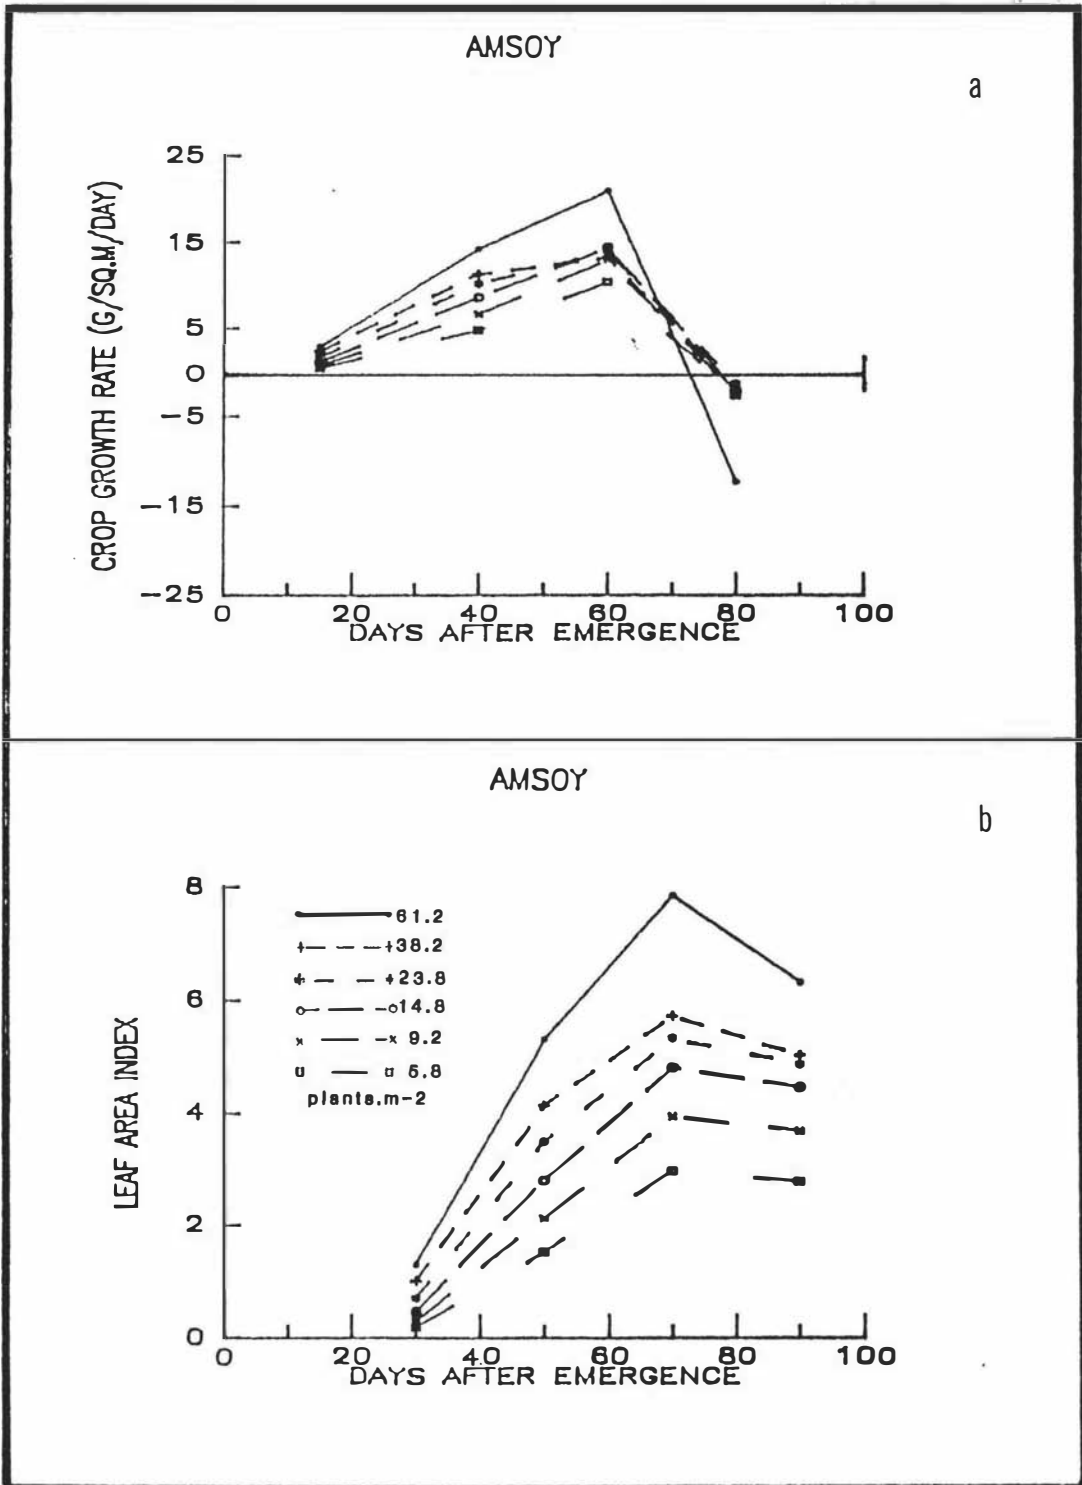 AMSOY
a
25
15
5
0
-5
-15
-25
CROP GROWTH RATE (G/SQ.M/DAY)
0 20 40 60 80 100
DAYS AFTER EMERGENCE
AMSOY
b
8
6
4
2
0
LEAF AREA INDEX
61.2
38.2
23.8
14.8
9.2
5.8
plants.m-2
0 20 40 60 80 100
DAYS AFTER EMERGENCE